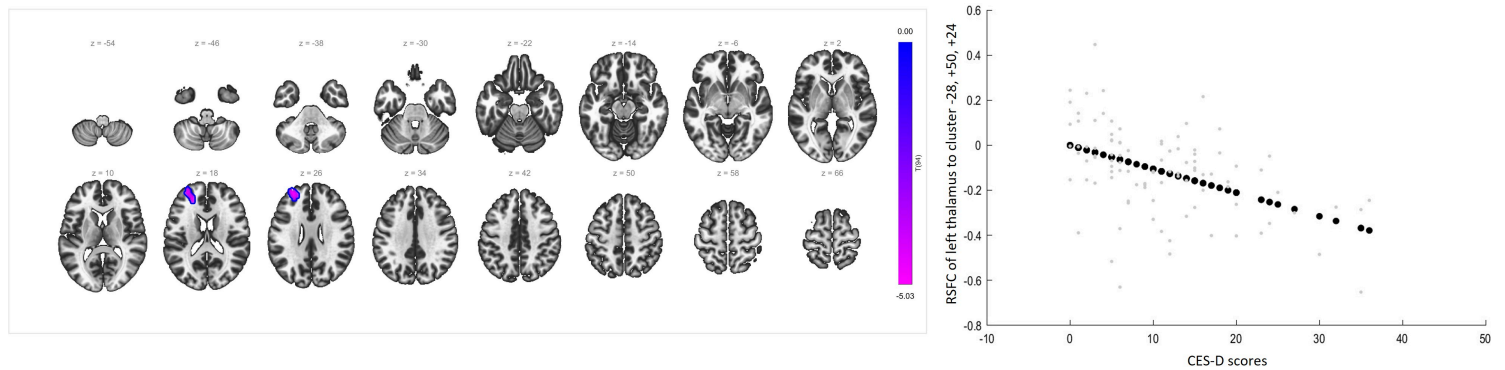 z = -54 z = -46 z = -38 z = -30 z = -22 z = -14 z = -6 z = 2
z = 10 z = 18 z = 26 z = 34 z = 42 z = 50 z = 58 z = 66
0.00
T(94)
-5.03
RSFC of left thalamus to cluster -28, +50, +24
0.6
0.4
0.2
0
-0.2
-0.4
-0.6
-0.8
-10 0 10 20 30 40 50
CES-D scores